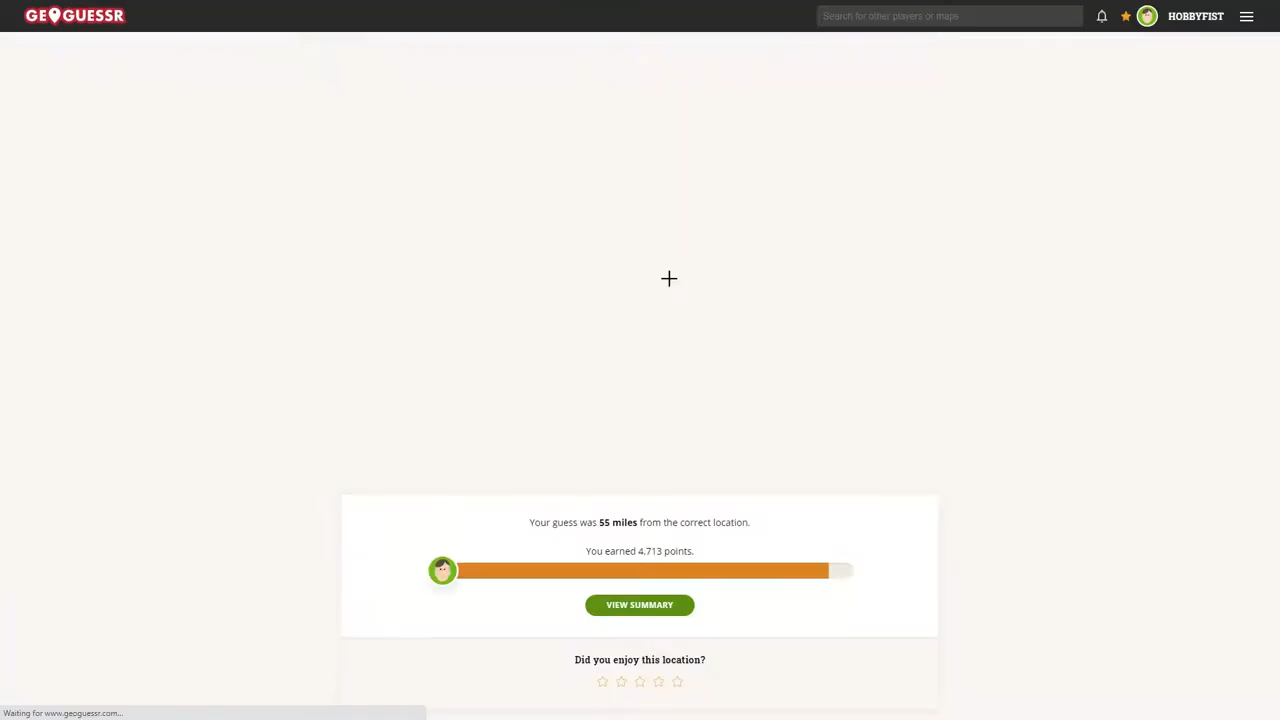 GEOGUESSR
Search for other players or maps
HOBBYFIST
Your guess was 55 miles from the correct location.
You earned 4,713 points.
VIEW SUMMARY
Did you enjoy this location?
Waiting for www.geoguessr.com...